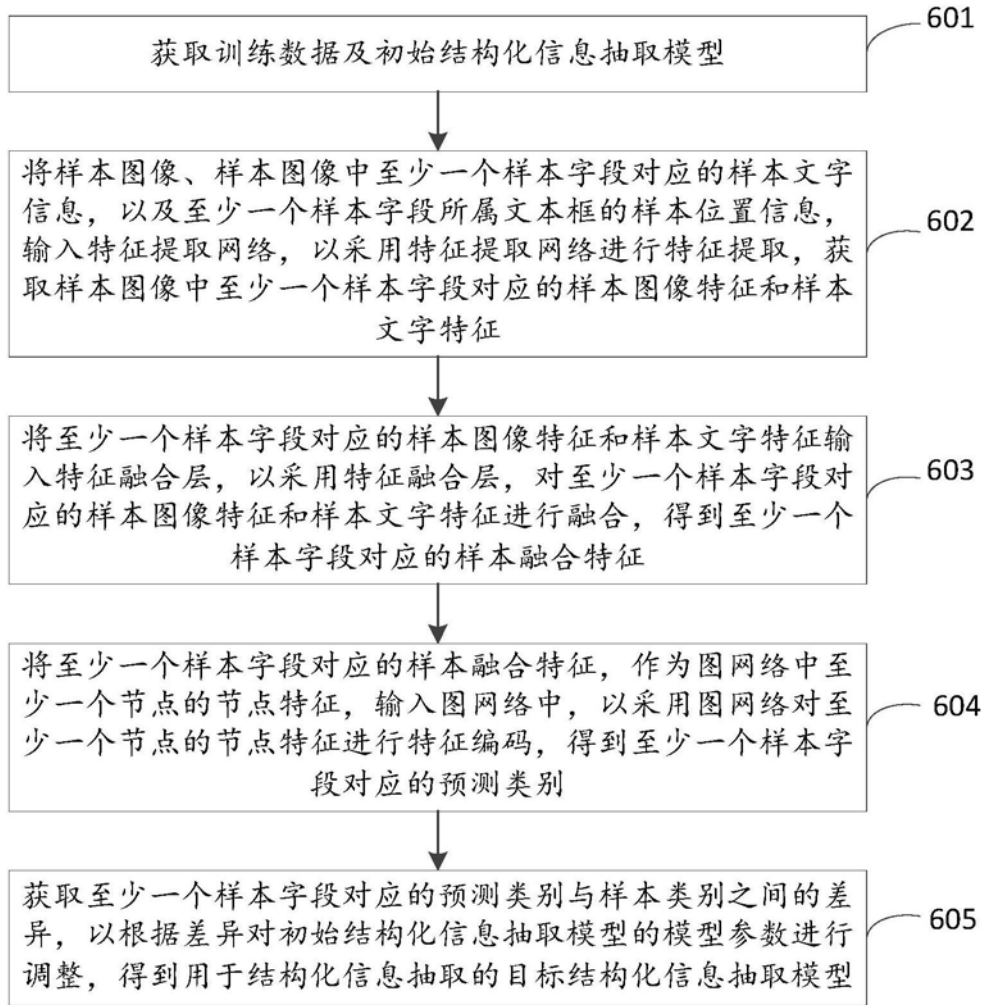 获取训练数据及初始结构化信息抽取模型
601
将样本图像、样本图像中至少一个样本字段对应的样本文字
信息，以及至少一个样本字段所属文本框的样本位置信息，
输入特征提取网络，以采用特征提取网络进行特征提取，获
取样本图像中至少一个样本字段对应的样本图像特征和样本
文字特征
602
将至少一个样本字段对应的样本图像特征和样本文字特征输
入特征融合层，以采用特征融合层，对至少一个样本字段对
应的样本图像特征和样本文字特征进行融合，得到至少一个
样本字段对应的样本融合特征
603
将至少一个样本字段对应的样本融合特征，作为图网络中至
少一个节点的节点特征，输入图网络中，以采用图网络对至
少一个节点的节点特征进行特征编码，得到至少一个样本字
段对应的预测类别
604
获取至少一个样本字段对应的预测类别与样本类别之间的差
异，以根据差异对初始结构化信息抽取模型的模型参数进行
调整，得到用于结构化信息抽取的目标结构化信息抽取模型
605